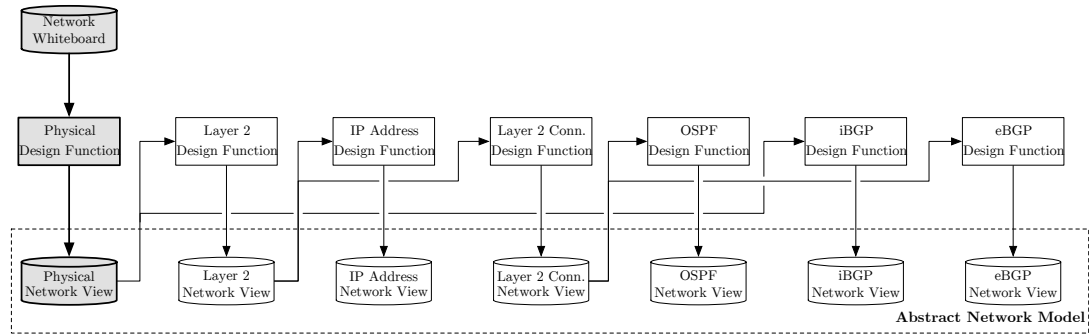 Network
Whiteboard
Physical
Design Function
Layer 2
Design Function
IP Address
Design Function
Layer 2 Conn.
Design Function
OSPF
Design Function
iBGP
Design Function
eBGP
Design Function
Physical
Network View
Layer 2
Network View
IP Address
Network View
Layer 2 Conn.
Network View
OSPF
Network View
iBGP
Network View
eBGP
Network View
Abstract Network Model